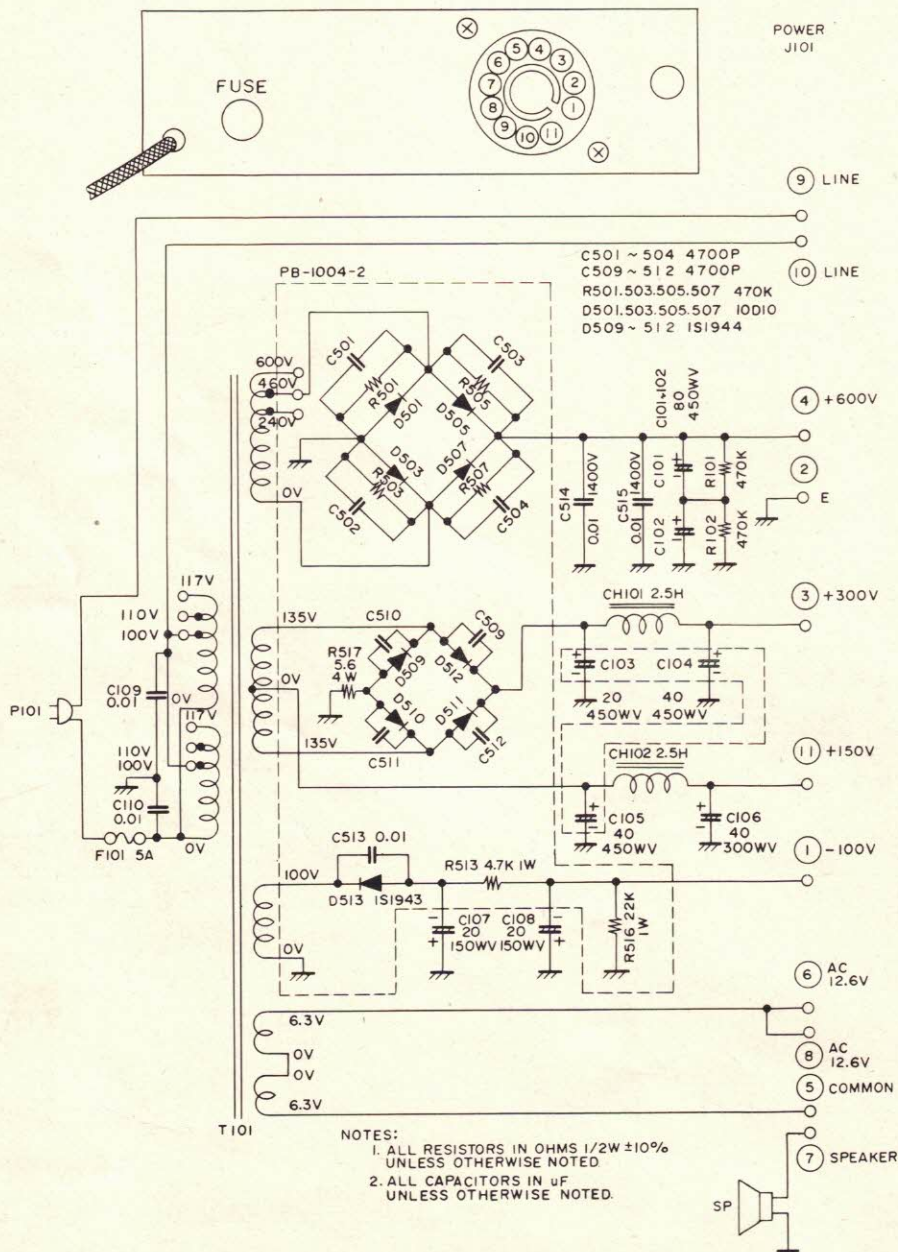 POWER
J101
FUSE
5 4 3 2 1
6 7 8 9 10 11
9 LINE
10 LINE
PB-1004-2
C501 ~ 504 4700P
C509 ~ 512 4700P
R501.503.505.507 470K
D501.503.505.507 10D10
D509 ~ 512 1S1944
600V
460V
240V
0V
C501
R501
D501
C503
R505
D505
D503
R503
C502
D507
R507
C504
C514 0.01 1400V
C515 0.01 1400V
C101,102
80
450WV
C101
C102
R101 470K
R102 470K
4 +600V
2
E
117V
110V
100V
0V
C109
0.01
P101
117V
110V
100V
0V
C110
0.01
F101 5A
135V
0V
135V
R517
5.6
4W
C510
C509
D509
D512
D510
D511
C511
C512
CH101 2.5H
3 +300V
C103
20
450WV
C104
40
450WV
CH102 2.5H
11 +150V
C105
40
450WV
C106
40
300WV
C513 0.01
100V
0V
D513 1S1943
R513 4.7K 1W
1 -100V
C107
20
150WV
C108
20
150WV
R516 22K
1W
6 AC
12.6V
8 AC
12.6V
6.3V
0V
0V
6.3V
5 COMMON
T101
7 SPEAKER
SP
NOTES:
1. ALL RESISTORS IN OHMS 1/2W ±10%
UNLESS OTHERWISE NOTED
2. ALL CAPACITORS IN uF
UNLESS OTHERWISE NOTED.